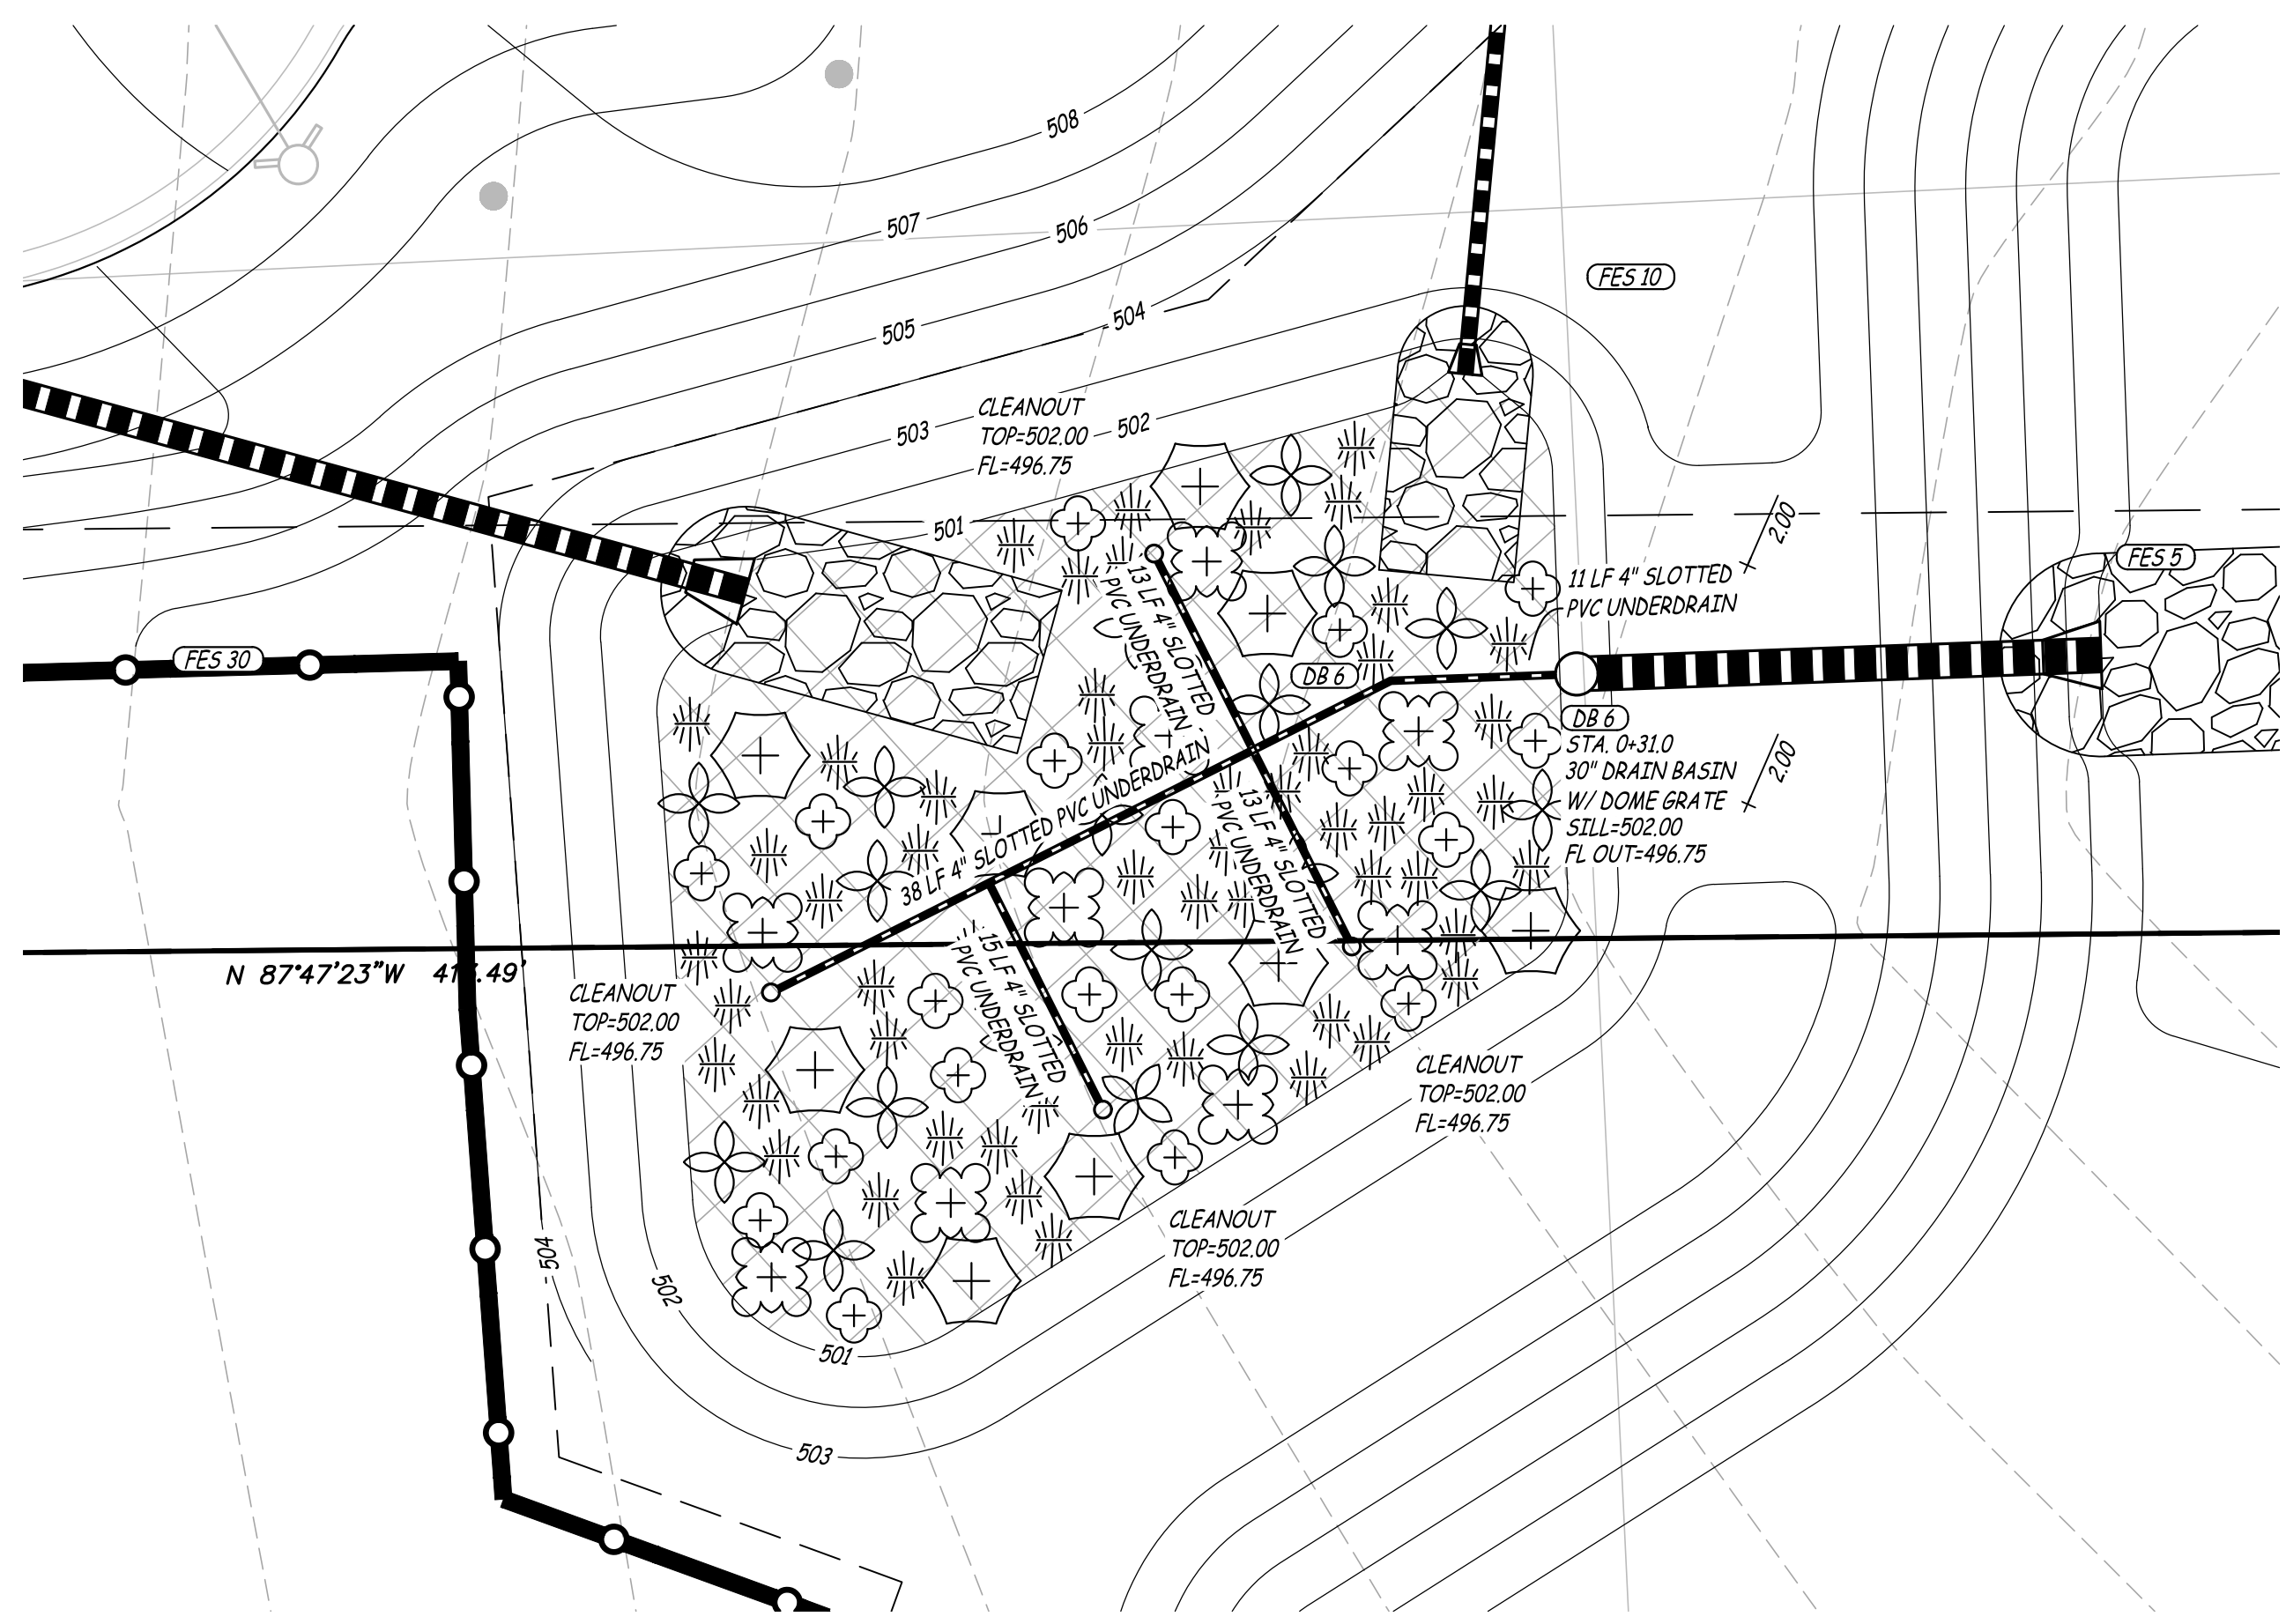 508
507
506
FES 10
504
505
CLEANOUT
TOP=502.00
FL=496.75
503
502
501
2.00
FES 5
11 LF 4" SLOTTED
PVC UNDERDRAIN
13 LF 4" SLOTTED
PVC UNDERDRAIN
FES 30
DB 6
DB 6
STA. 0+31.0
30" DRAIN BASIN
W/ DOME GRATE
SILL=502.00
FL OUT=496.75
2.00
38 LF 4" SLOTTED PVC UNDERDRAIN
13 LF 4" SLOTTED
PVC UNDERDRAIN
15 LF 4" SLOTTED
PVC UNDERDRAIN
N 87°47'23"W
CLEANOUT
TOP=502.00
FL=496.75
CLEANOUT
TOP=502.00
FL=496.75
CLEANOUT
TOP=502.00
FL=496.75
504
502
501
503